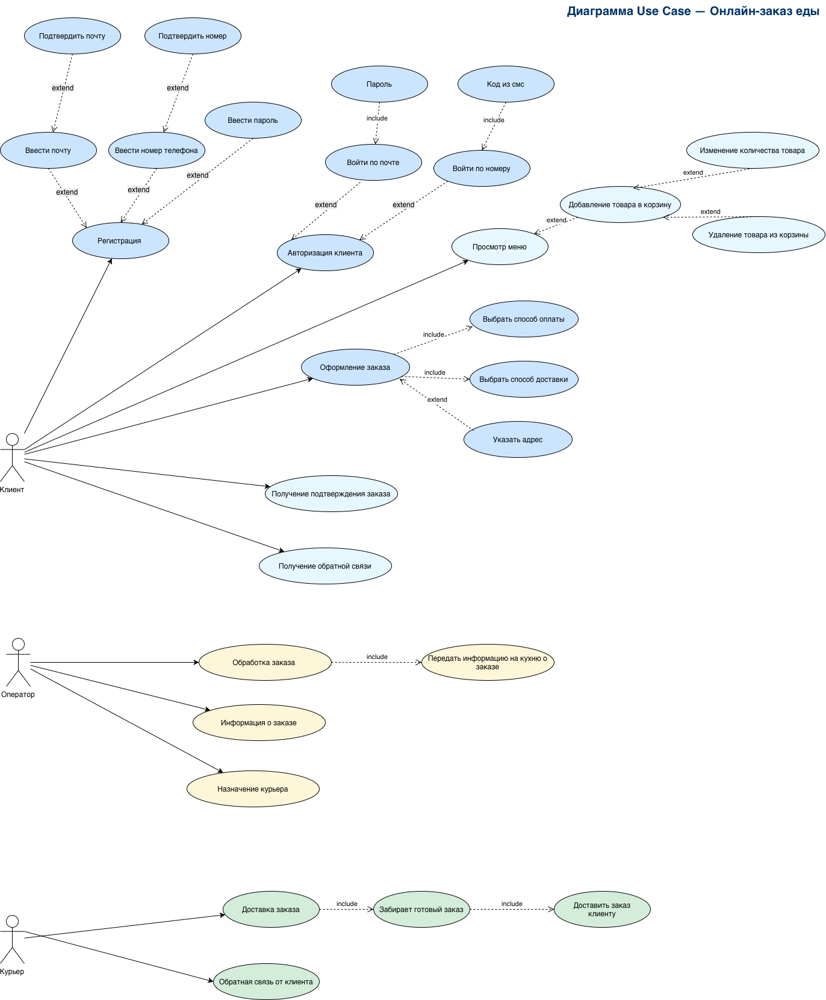 Диаграмма Use Case — Онлайн-заказ еды
Подтвердить почту
Подтвердить номер
extend
extend
Ввести пароль
Ввести почту
Ввести номер телефона
extend
extend
extend
Регистрация
Пароль
Код из смс
include
include
Войти по почте
Войти по номеру
extend
extend
Авторизация клиента
Изменение количества товара
extend
Добавление товара в корзину
extend
extend
Удаление товара из корзины
Просмотр меню
Выбрать способ оплаты
include
Оформление заказа
include
Выбрать способ доставки
extend
Указать адрес
Клиент
Получение подтверждения заказа
Получение обратной связи
Оператор
Обработка заказа
include
Передать информацию на кухню о
заказе
Информация о заказе
Назначение курьера
Доставка заказа
include
Забирает готовый заказ
include
Доставить заказ
клиенту
Курьер
Обратная связь от клиента